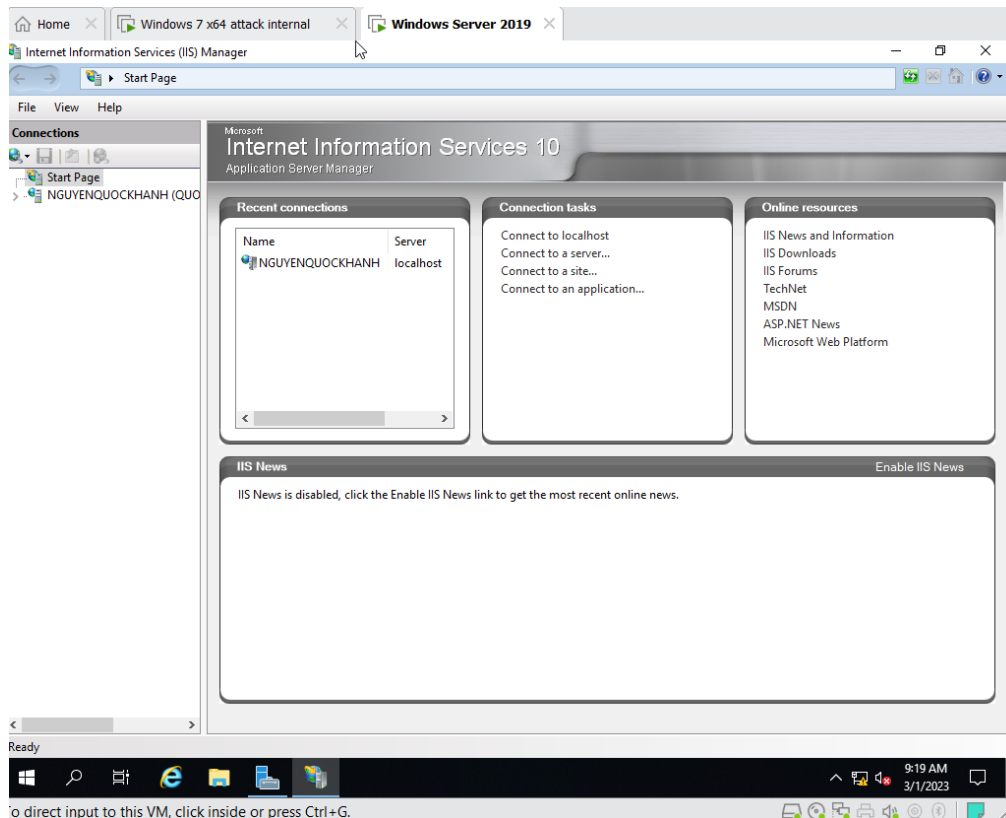 Home
Windows 7 x64 attack internal
Windows Server 2019
Internet Information Services (IIS) Manager
Start Page
File View Help
Connections
Start Page
NGUYENQUOCKHANH (QUO
Microsoft
Internet Information Services 10
Application Server Manager
Recent connections
Name Server
NGUYENQUOCKHANH localhost
Connection tasks
Connect to localhost
Connect to a server...
Connect to a site...
Connect to an application...
Online resources
IIS News and Information
IIS Downloads
IIS Forums
TechNet
MSDN
ASP.NET News
Microsoft Web Platform
IIS News Enable IIS News
IIS News is disabled, click the Enable IIS News link to get the most recent online news.
Ready
9:19 AM
3/1/2023
To direct input to this VM, click inside or press Ctrl+G.